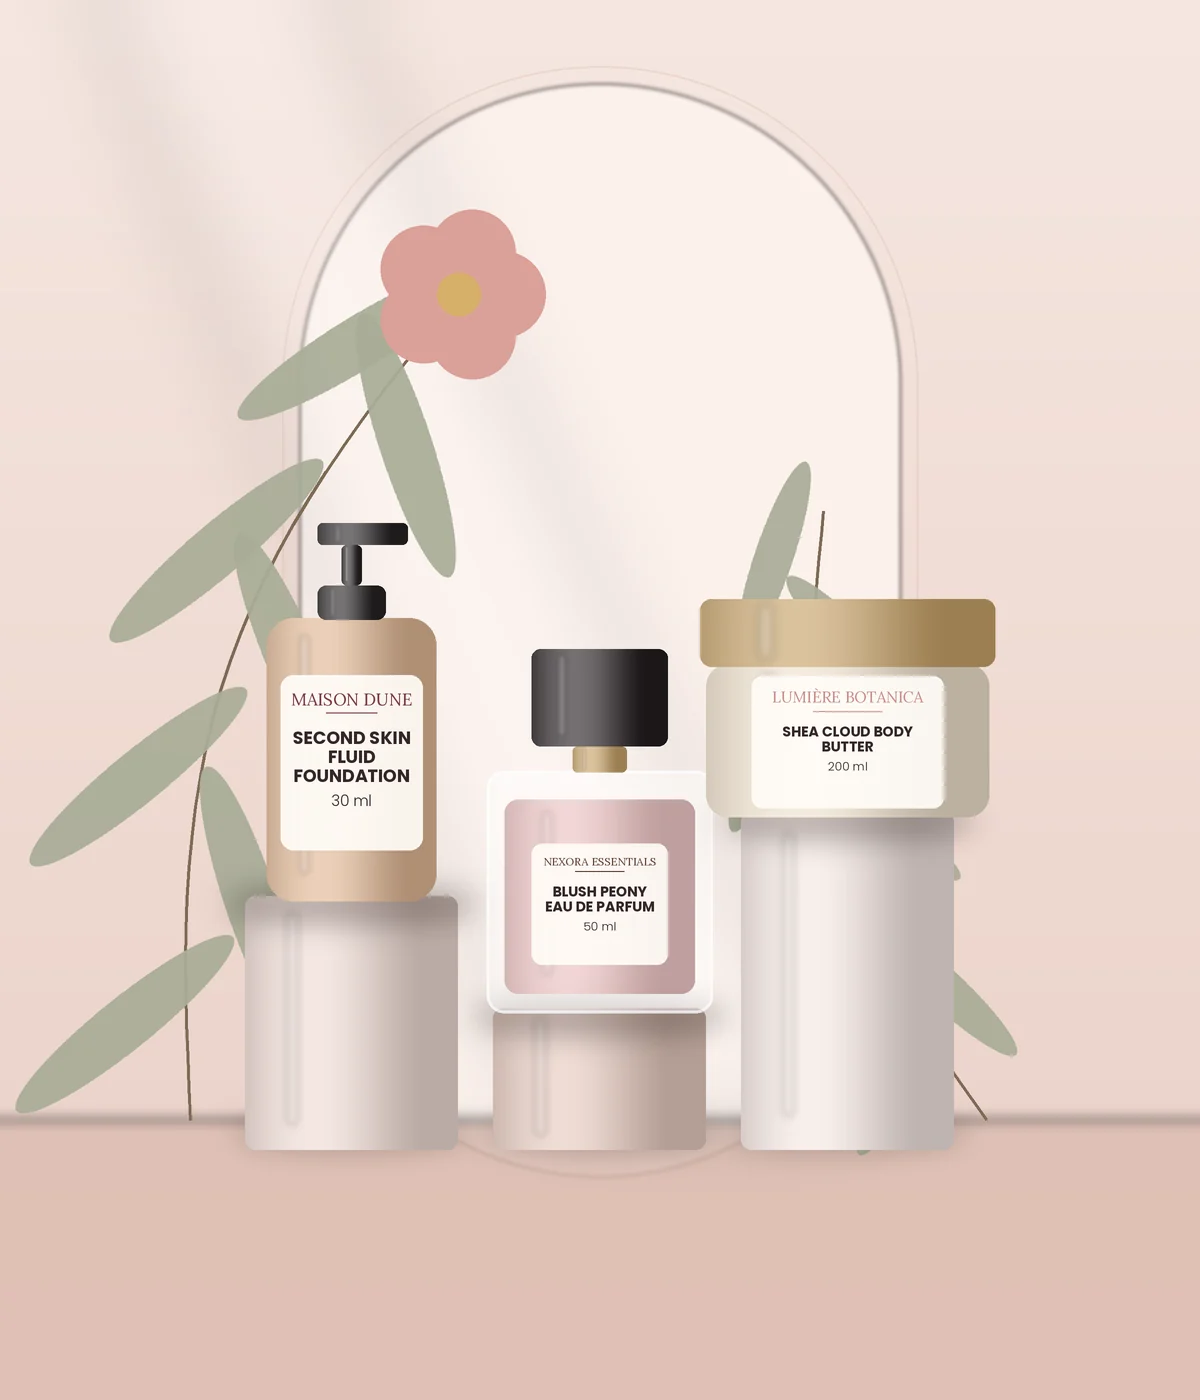 MAISON DUNE
SECOND SKIN
FLUID
FOUNDATION
30 ml
NEXORA ESSENTIALS
BLUSH PEONY
EAU DE PARFUM
50 ml
LUMIÈRE BOTANICA
SHEA CLOUD BODY
BUTTER
200 ml